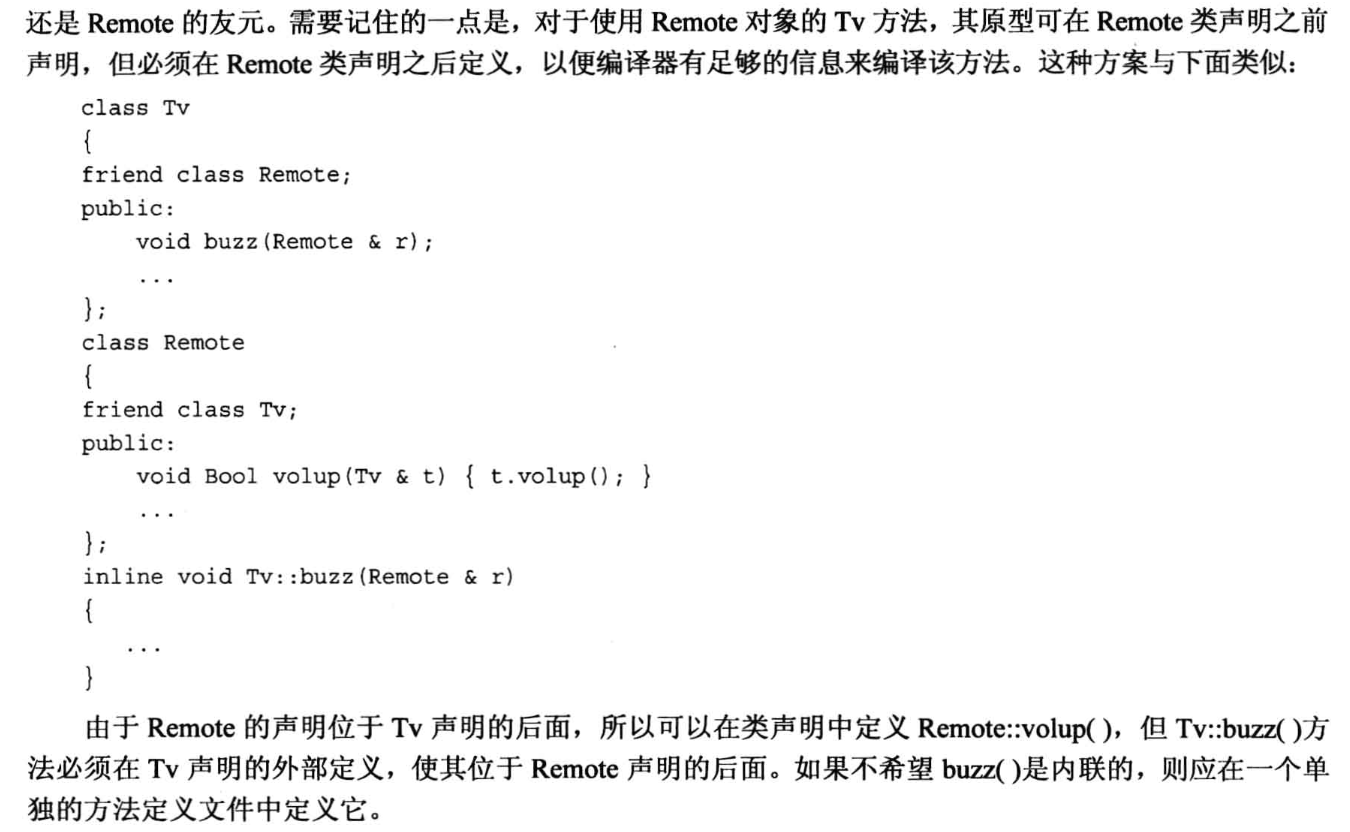 还是 Remote 的友元。需要记住的一点是，对于使用 Remote 对象的 Tv 方法，其原型可在 Remote 类声明之前
声明，但必须在 Remote 类声明之后定义，以便编译器有足够的信息来编译该方法。这种方案与下面类似：
class Tv
{
friend class Remote;
public:
    void buzz(Remote & r);
    ...
};
class Remote
{
friend class Tv;
public:
    void Bool volup(Tv & t) { t.volup(); }
    ...
};
inline void Tv::buzz(Remote & r)
{
    ...
}
由于 Remote 的声明位于 Tv 声明的后面，所以可以在类声明中定义 Remote::volup( )，但 Tv::buzz( )方
法必须在 Tv 声明的外部定义，使其位于 Remote 声明的后面。如果不希望 buzz( )是内联的，则应在一个单
独的方法定义文件中定义它。